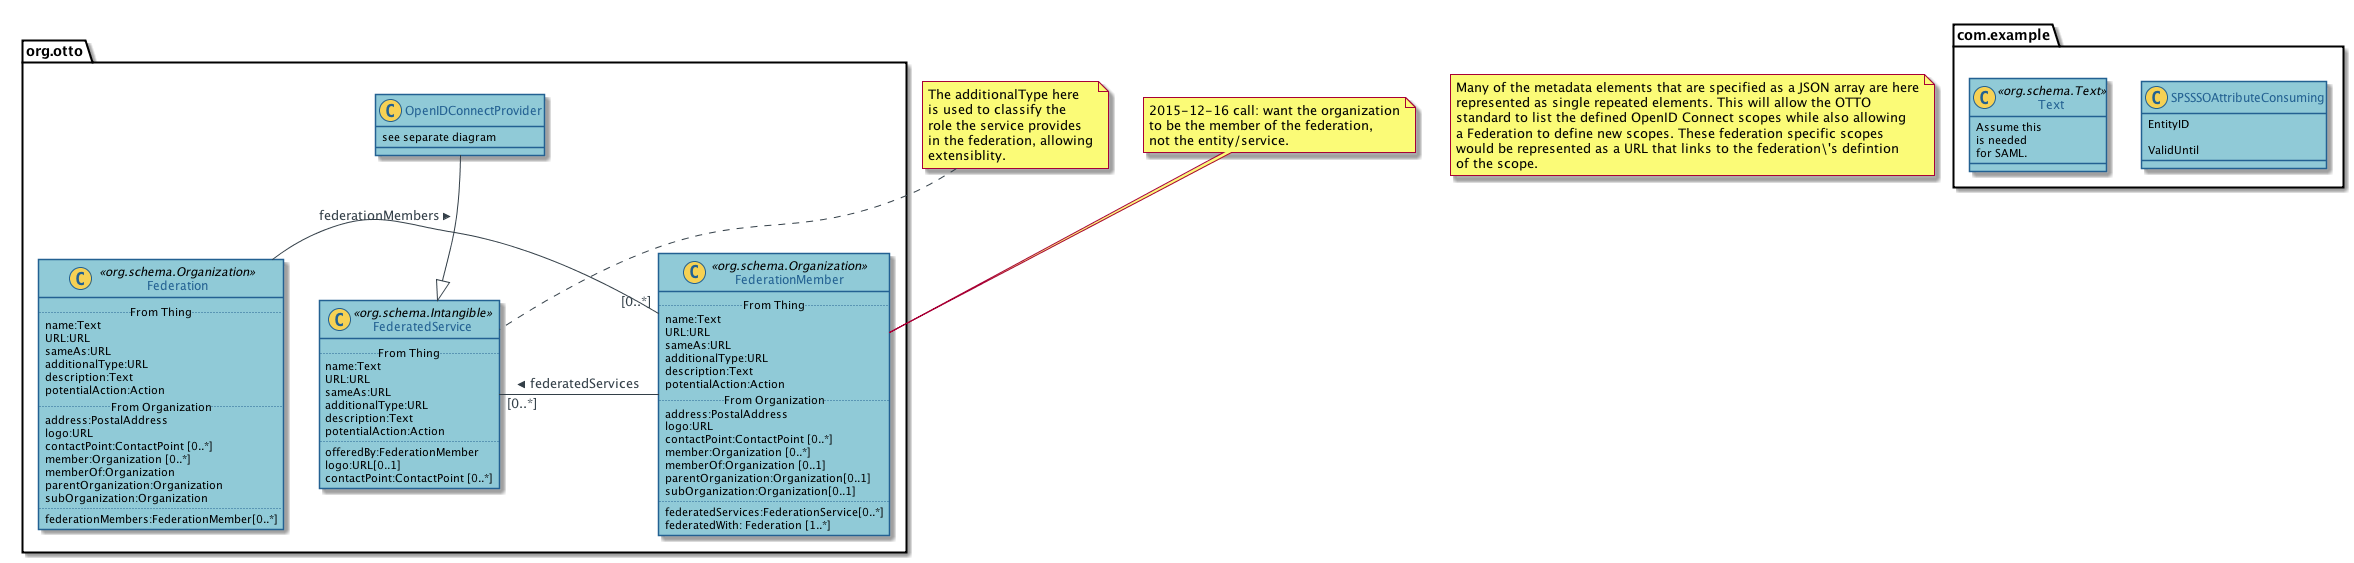 org.otto
OpenIDConnectProvider
see separate diagram
federationMembers
«org.schema.Organization»
Federation
From Thing
name:Text
URL:URL
sameAs:URL
additionalType:URL
description:Text
potentialAction:Action
From Organization
address:PostalAddress
logo:URL
contactPoint:ContactPoint [0..*]
member:Organization [0..*]
memberOf:Organization
parentOrganization:Organization
subOrganization:Organization
federationMembers:FederationMember[0..*]
«org.schema.Intangible»
FederatedService
From Thing
name:Text
URL:URL
sameAs:URL
additionalType:URL
description:Text
potentialAction:Action
offeredBy:FederationMember
logo:URL[0..1]
contactPoint:ContactPoint [0..*]
[0..*]
federatedServices
[0..*]
«org.schema.Organization»
FederationMember
From Thing
name:Text
URL:URL
sameAs:URL
additionalType:URL
description:Text
potentialAction:Action
From Organization
address:PostalAddress
logo:URL
contactPoint:ContactPoint [0..*]
member:Organization [0..*]
memberOf:Organization [0..1]
parentOrganization:Organization[0..1]
subOrganization:Organization[0..1]
federatedServices:FederationService[0..*]
federatedWith: Federation [1..*]
The additionalType here
is used to classify the
role the service provides
in the federation, allowing
extensiblity.
2015-12-16 call: want the organization
to be the member of the federation,
not the entity/service.
Many of the metadata elements that are specified as a JSON array are here
represented as single repeated elements. This will allow the OTTO
standard to list the defined OpenID Connect scopes while also allowing
a Federation to define new scopes. These federation specific scopes
would be represented as a URL that links to the federation\'s defintion
of the scope.
com.example
«org.schema.Text»
Text
Assume this
is needed
for SAML.
SPSSSOAttributeConsuming
EntityID
ValidUntil